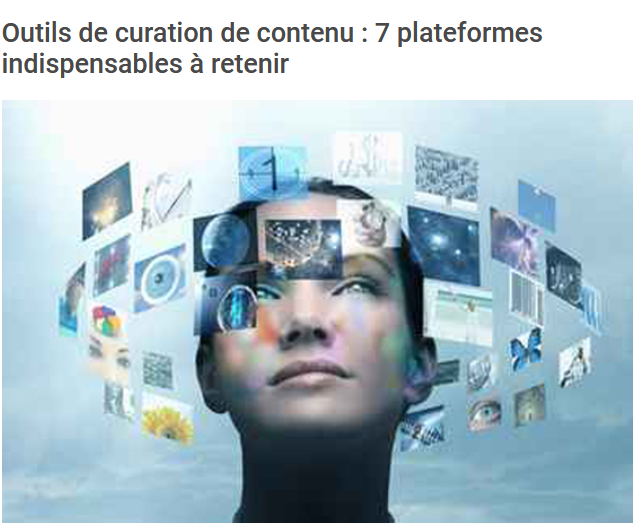 Outils de curation de contenu : 7 plateformes
indispensables à retenir